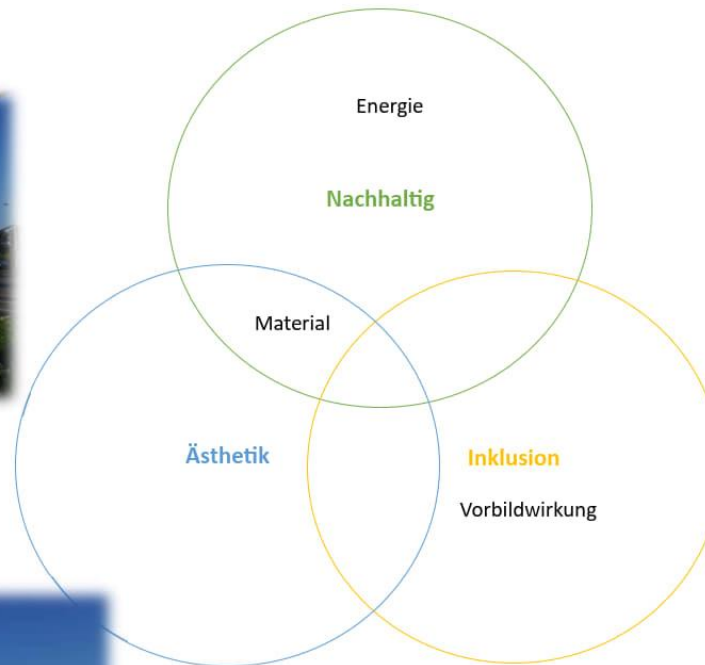 Energie
Nachhaltig
Material
Ästhetik
Inklusion
Vorbildwirkung